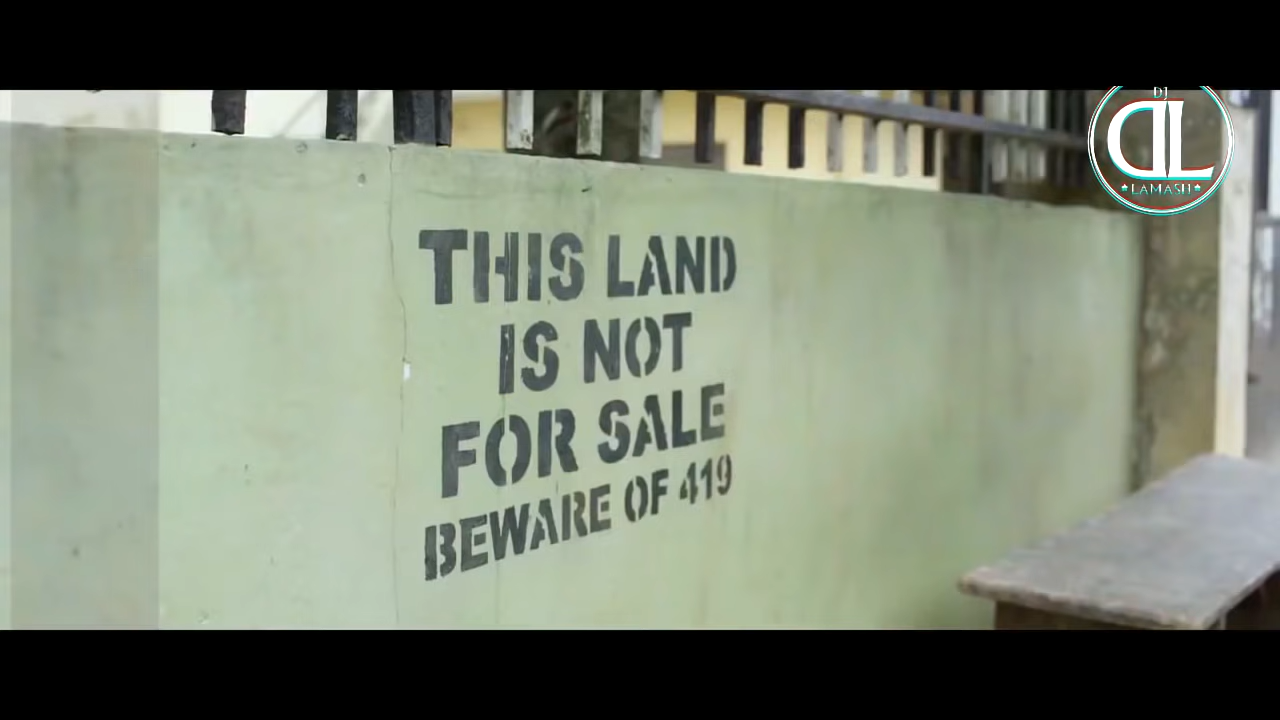 THIS LAND
IS NOT
FOR SALE
BEWARE OF 419
DJ
DL
LAMASH